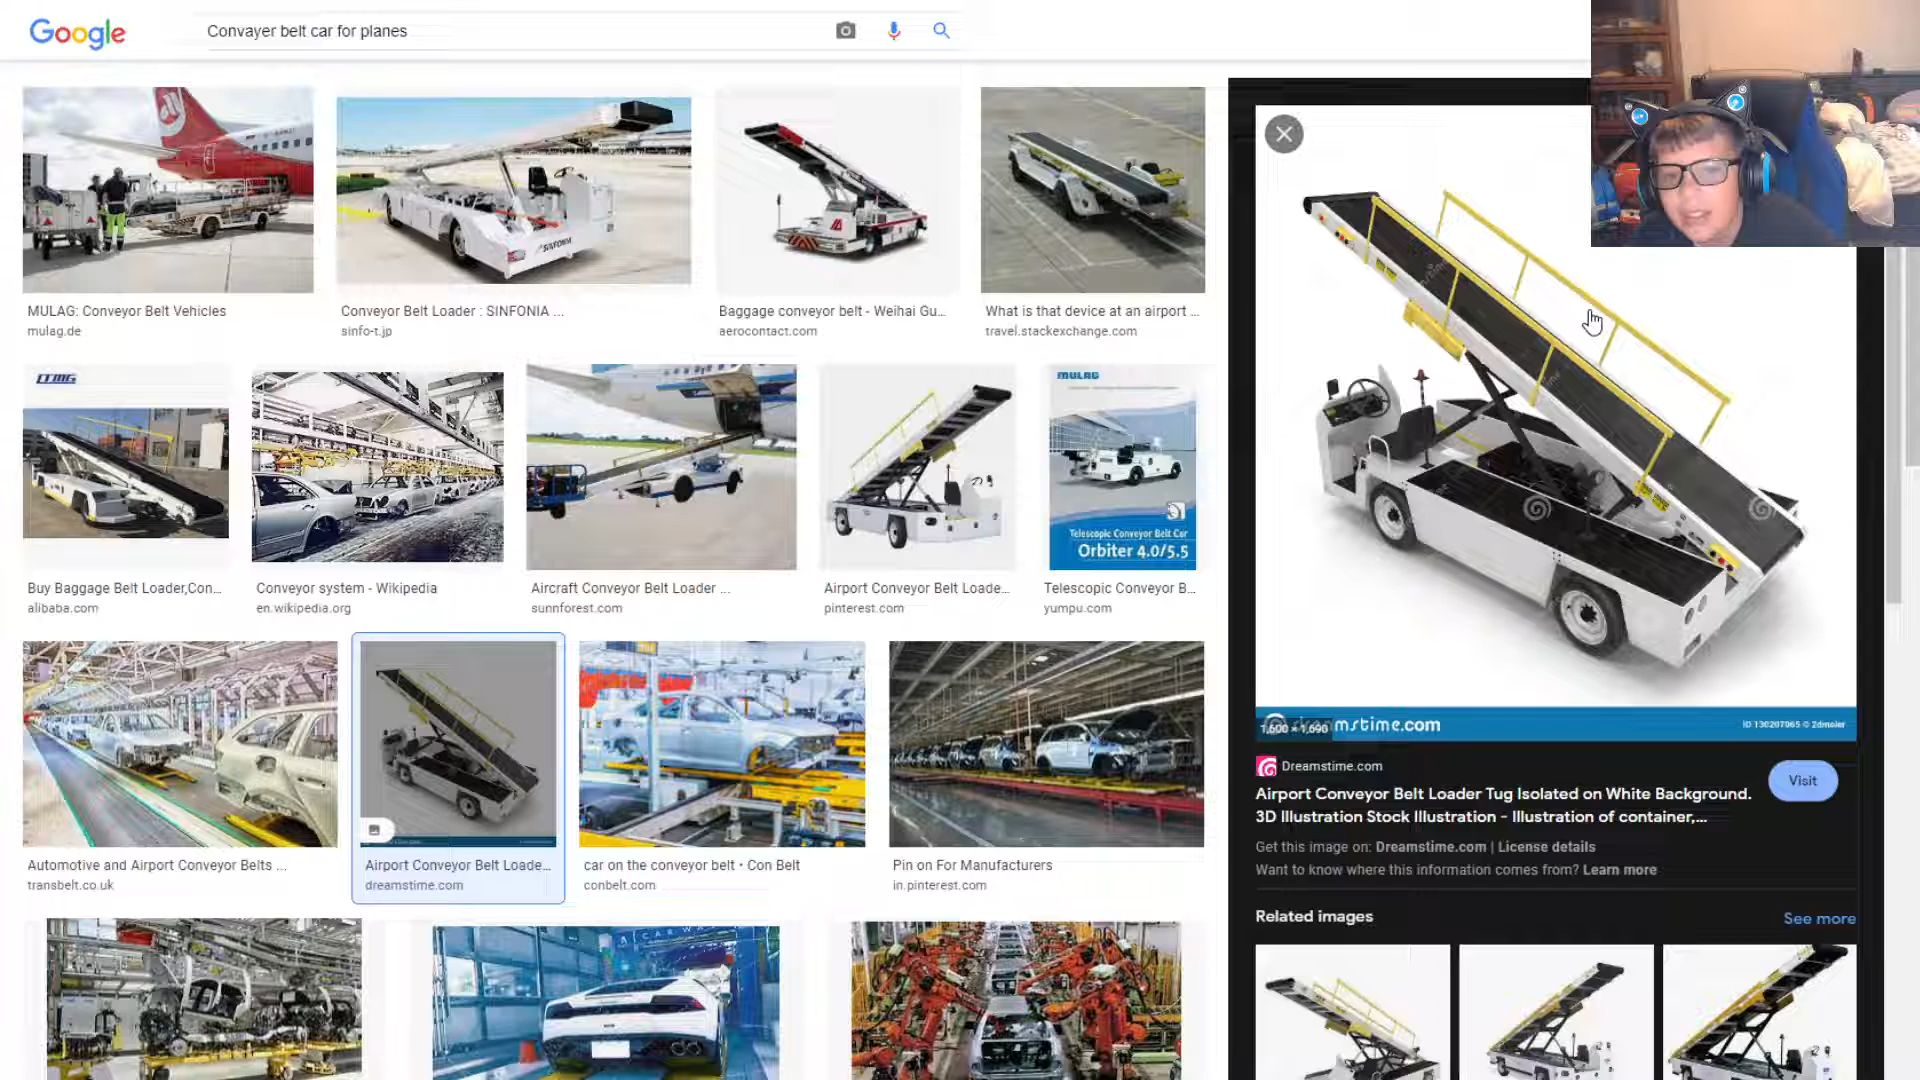 Google
Convayer belt car for planes
MULAG: Conveyor Belt Vehicles
mulag.de
Conveyor Belt Loader : SINFONIA ...
sinfo-t.jp
Baggage conveyor belt - Weihai Gu...
aerocontact.com
What is that device at an airport ...
travel.stackexchange.com
SINFONIA
LTMG
MULAG
Telescopic Conveyor Belt Car
Orbiter 4.0/5.5
Buy Baggage Belt Loader,Con...
alibaba.com
Conveyor system - Wikipedia
en.wikipedia.org
Aircraft Conveyor Belt Loader ...
sunnforest.com
Airport Conveyor Belt Loade...
pinterest.com
Telescopic Conveyor B...
yumpu.com
Automotive and Airport Conveyor Belts ...
transbelt.co.uk
Airport Conveyor Belt Loade...
dreamstime.com
car on the conveyor belt • Con Belt
conbelt.com
Pin on For Manufacturers
in.pinterest.com
1,600 × 1,690
dreamstime.com
ID 130207065 © 2dmolier
Dreamstime.com
Visit
Airport Conveyor Belt Loader Tug Isolated on White Background.
3D Illustration Stock Illustration - Illustration of container,...
Get this image on: Dreamstime.com | License details
Want to know where this information comes from? Learn more
Related images
See more